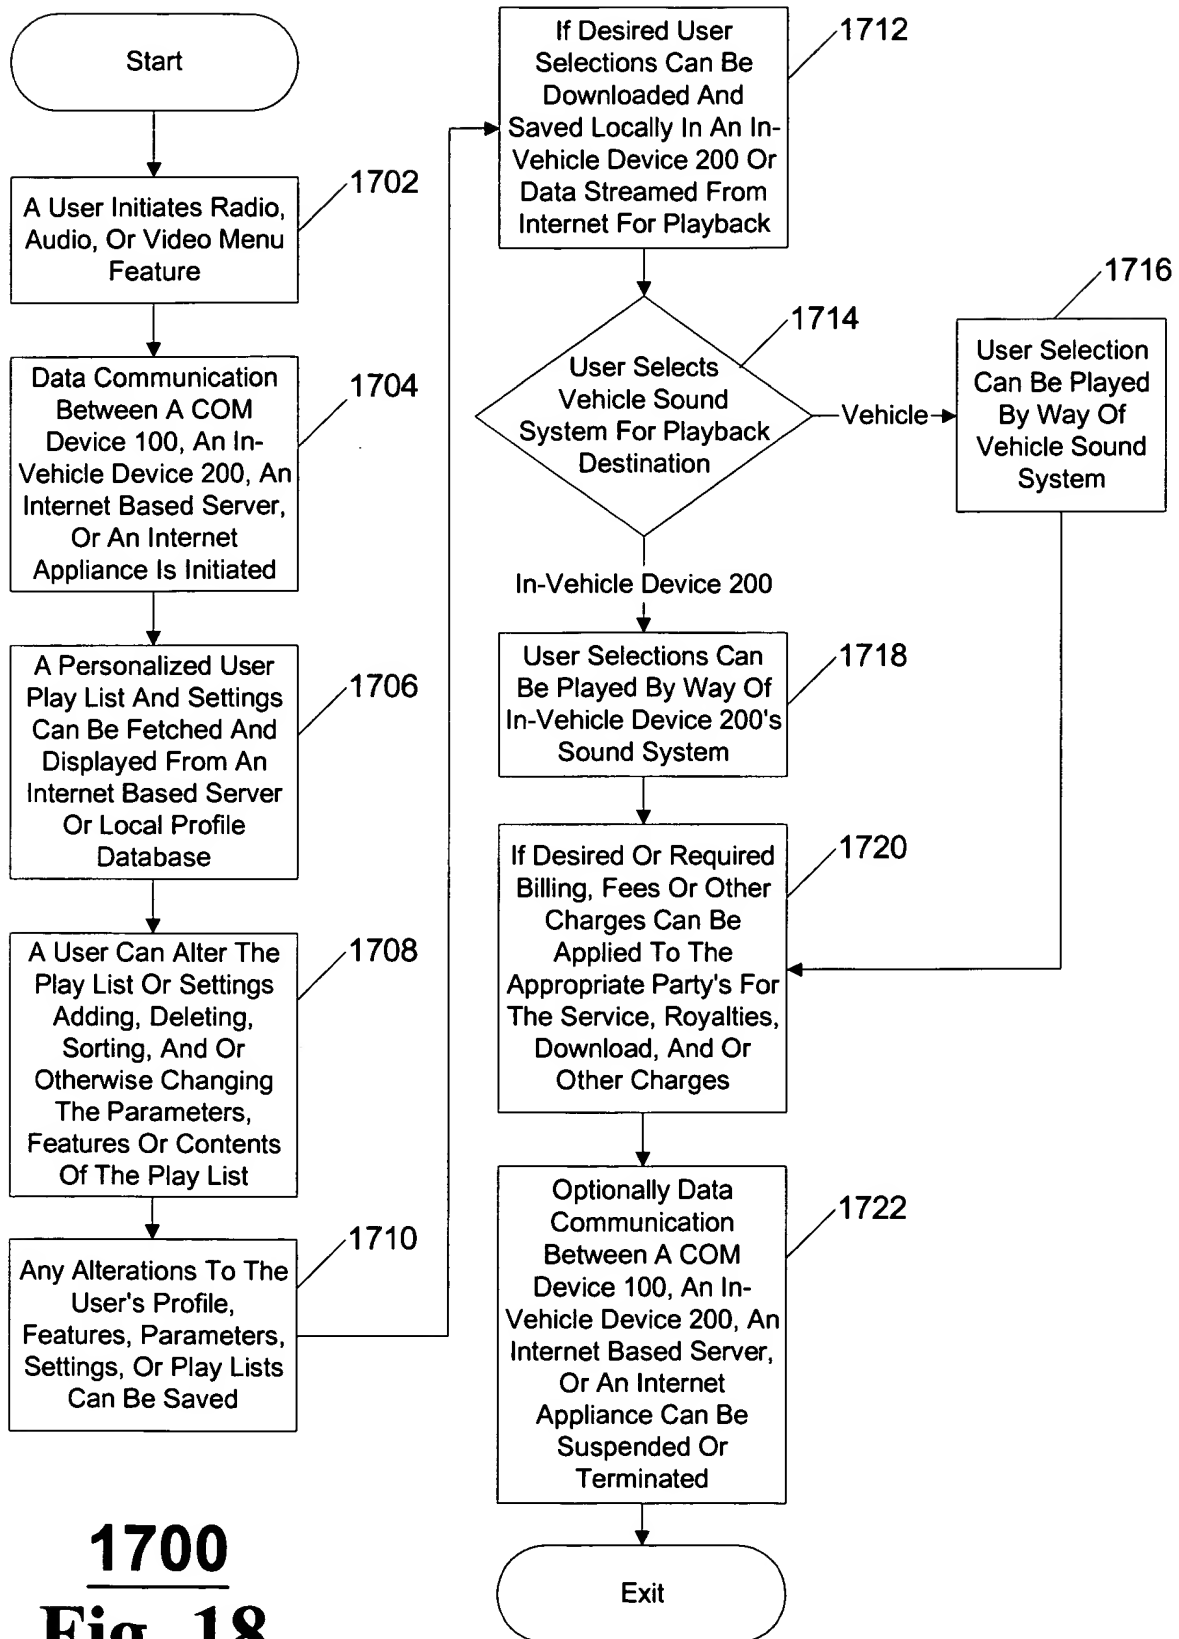 Start
1702
A User Initiates Radio,
Audio, Or Video Menu
Feature
1704
Data Communication
Between A COM
Device 100, An In-
Vehicle Device 200, An
Internet Based Server,
Or An Internet
Appliance Is Initiated
1706
A Personalized User
Play List And Settings
Can Be Fetched And
Displayed From An
Internet Based Server
Or Local Profile
Database
1708
A User Can Alter The
Play List Or Settings
Adding, Deleting,
Sorting, And Or
Otherwise Changing
The Parameters,
Features Or Contents
Of The Play List
1710
Any Alterations To The
User's Profile,
Features, Parameters,
Settings, Or Play Lists
Can Be Saved
1712
If Desired User
Selections Can Be
Downloaded And
Saved Locally In An In-
Vehicle Device 200 Or
Data Streamed From
Internet For Playback
1714
User Selects
Vehicle Sound
System For Playback
Destination
Vehicle
1716
User Selection
Can Be Played
By Way Of
Vehicle Sound
System
In-Vehicle Device 200
1718
User Selections Can
Be Played By Way Of
In-Vehicle Device 200's
Sound System
1720
If Desired Or Required
Billing, Fees Or Other
Charges Can Be
Applied To The
Appropriate Party's For
The Service, Royalties,
Download, And Or
Other Charges
1722
Optionally Data
Communication
Between A COM
Device 100, An In-
Vehicle Device 200, An
Internet Based Server,
Or An Internet
Appliance Can Be
Suspended Or
Terminated
Exit
1700
Fig. 18